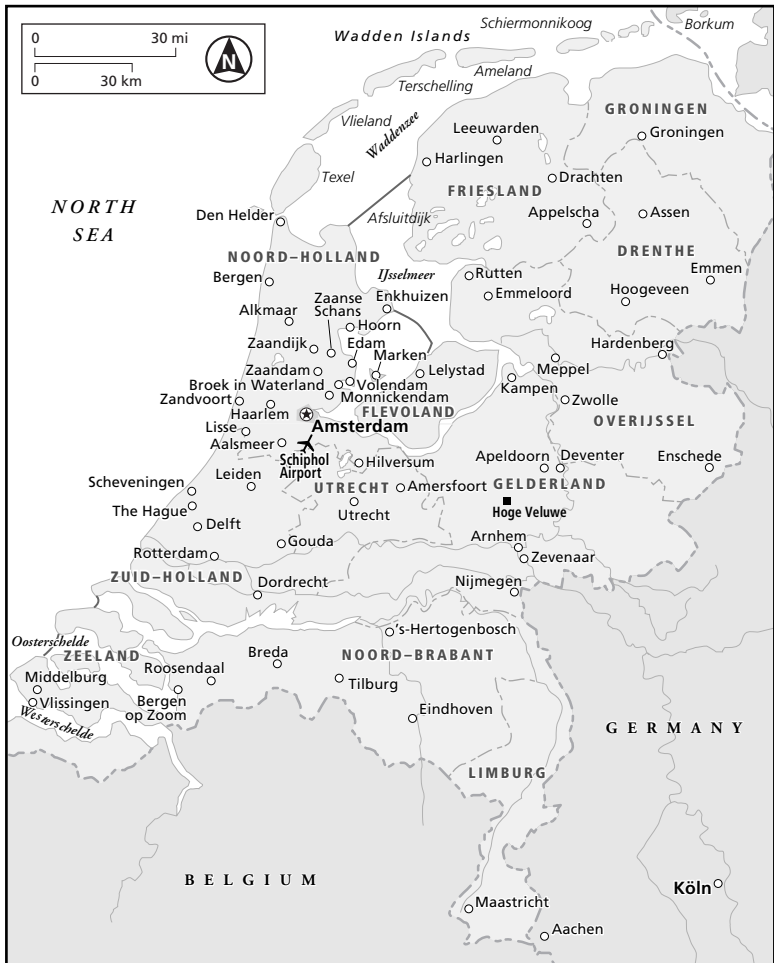 0 30 mi
0 30 km
N
Wadden Islands
Schiermonnikoog
Borkum
Ameland
Terschelling
Vlieland
Waddenzee
Texel
GRONINGEN
Groningen
Leeuwarden
Harlingen
Drachten
FRIESLAND
Appelscha
Assen
NORTH
SEA
Den Helder
Afsluitdijk
DRENTHE
NOORD–HOLLAND
IJsselmeer
Rutten
Emmen
Bergen
Enkhuizen
Emmeloord
Hoogeveen
Zaanse
Schans
Alkmaar
Hoorn
Zaandijk
Edam
Marken
Hardenberg
Zaandam
Lelystad
Meppel
Broek in Waterland
Volendam
Kampen
Zandvoort
Monnickendam
Zwolle
Haarlem
FLEVOLAND
OVERIJSSEL
Lisse
Amsterdam
Aalsmeer
Schiphol
Airport
Hilversum
Apeldoorn
Deventer
Enschede
Leiden
UTRECHT
Amersfoort
GELDERLAND
Scheveningen
Utrecht
Hoge Veluwe
The Hague
Delft
Gouda
Arnhem
Rotterdam
Zevenaar
ZUID–HOLLAND
Dordrecht
Nijmegen
's-Hertogenbosch
Oosterschelde
ZEELAND
Breda
NOORD–BRABANT
Roosendaal
Middelburg
Tilburg
Vlissingen
Bergen
op Zoom
Eindhoven
Westerschelde
GERMANY
LIMBURG
BELGIUM
Köln
Maastricht
Aachen